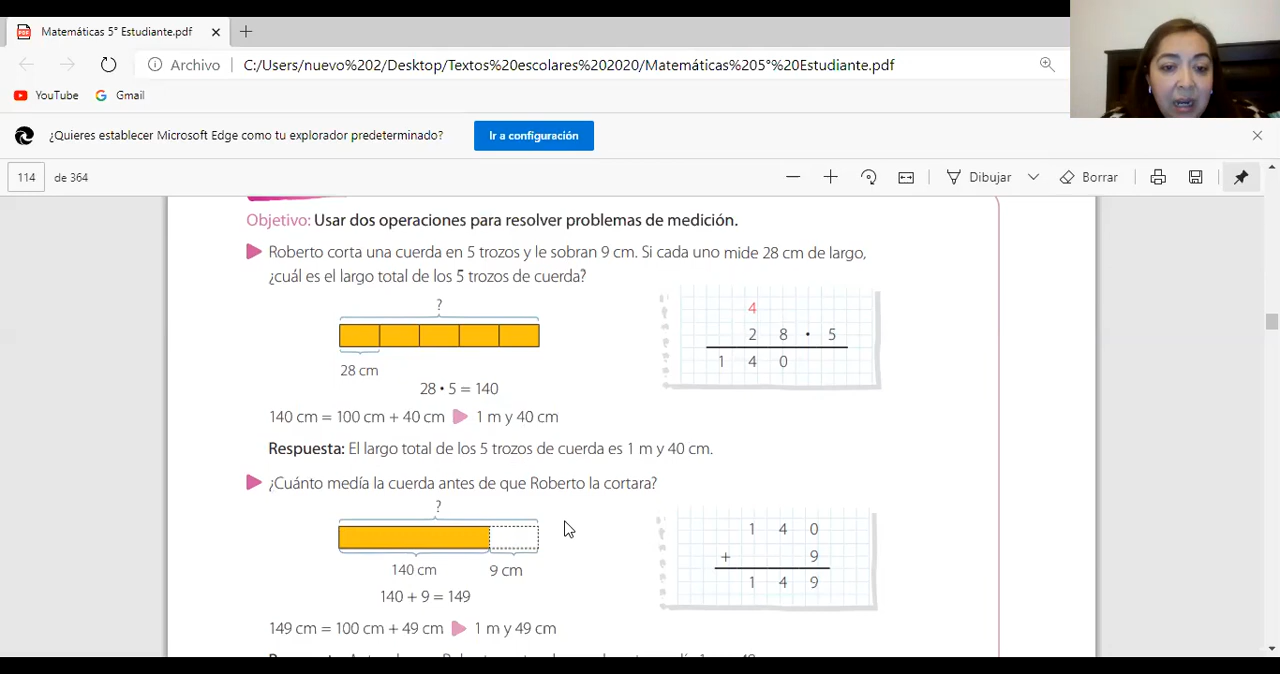 Matemáticas 5° Estudiante.pdf
Archivo
C:/Users/nuevo%202/Desktop/Textos%20escolares%202020/Matemáticas%205°%20Estudiante.pdf
YouTube
Gmail
¿Quieres establecer Microsoft Edge como tu explorador predeterminado?
Ir a configuración
114 de 364
Dibujar
Borrar
Objetivo: Usar dos operaciones para resolver problemas de medición.
Roberto corta una cuerda en 5 trozos y le sobran 9 cm. Si cada uno mide 28 cm de largo,
¿cuál es el largo total de los 5 trozos de cuerda?
?
28 cm
28 • 5 = 140
4
2 8 • 5
1 4 0
140 cm = 100 cm + 40 cm 1 m y 40 cm
Respuesta: El largo total de los 5 trozos de cuerda es 1 m y 40 cm.
¿Cuánto medía la cuerda antes de que Roberto la cortara?
?
140 cm 9 cm
140 + 9 = 149
1 4 0
+ 9
1 4 9
149 cm = 100 cm + 49 cm 1 m y 49 cm